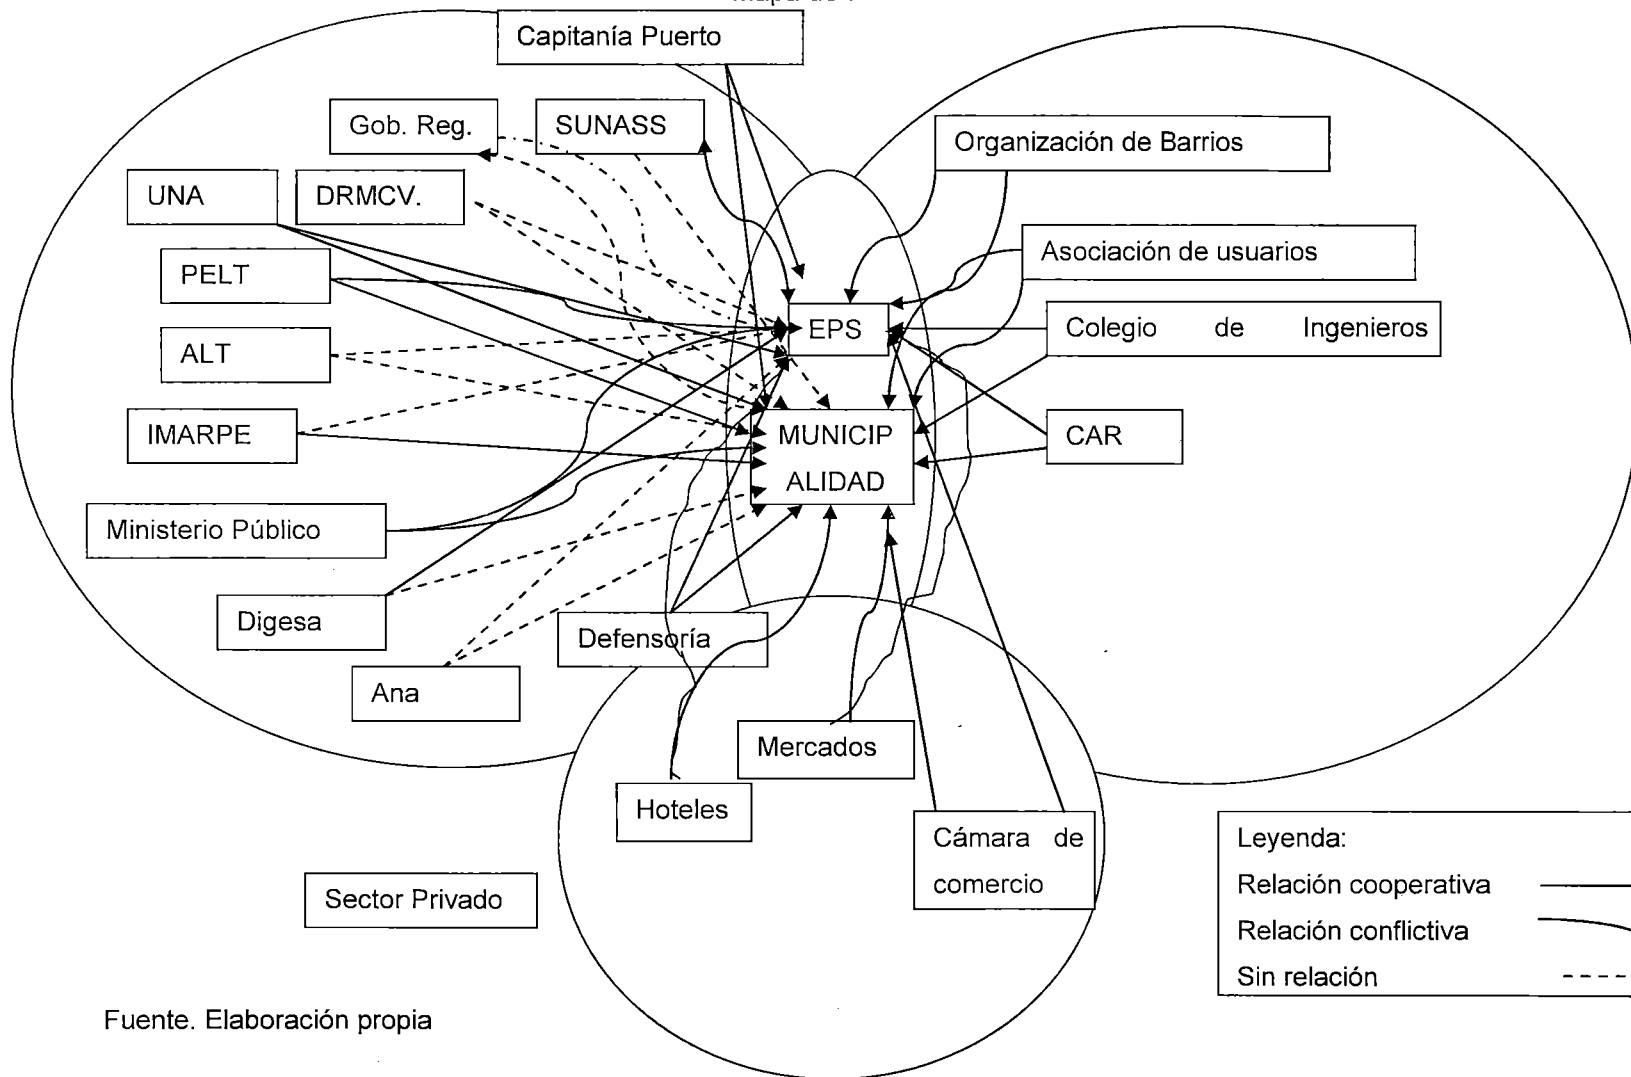 Capitanía Puerto
Gob. Reg.
SUNASS
Organización de Barrios
UNA
DRMCV.
Asociación de usuarios
PELT
EPS
Colegio de Ingenieros
ALT
IMARPE
MUNICIP
ALIDAD
CAR
Ministerio Público
Digesa
Defensoría
Ana
Mercados
Hoteles
Cámara de
comercio
Sector Privado
Leyenda:
Relación cooperativa
Relación conflictiva
Sin relación
Fuente. Elaboración propia